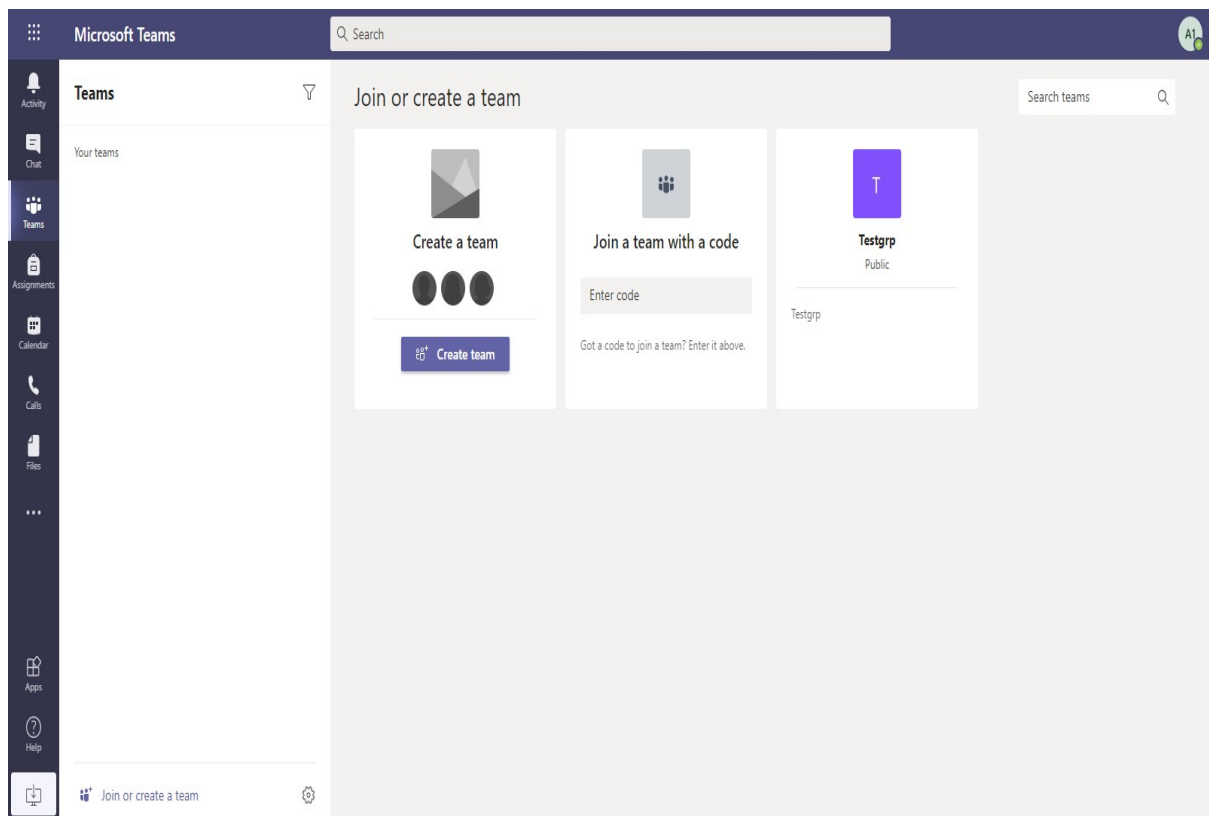 Microsoft Teams
Search
A1
Activity
Chat
Teams
Assignments
Calendar
Calls
Files
Apps
Help
Teams
Your teams
Join or create a team
Join or create a team
Search teams
Create a team
Create team
Join a team with a code
Enter code
Got a code to join a team? Enter it above.
T
Testgrp
Public
Testgrp